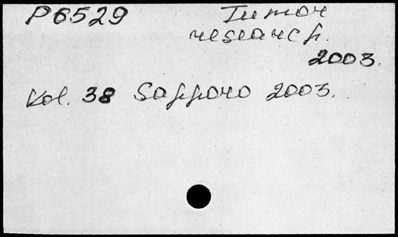 P6529 Tumor
research.
2003.
Vol. 38 Sapporo 2003.